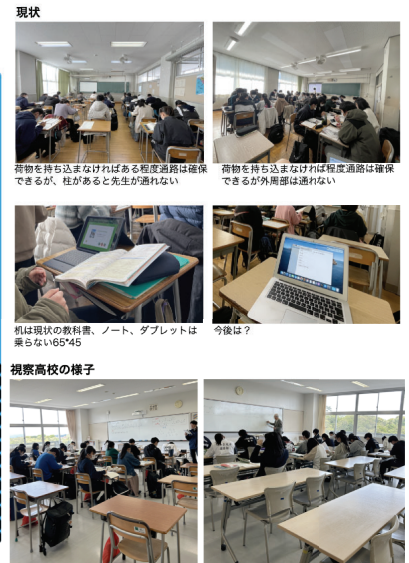 現状
荷物を持ち込まなければある程度通路は確保
できるが、柱があると先生が通れない
荷物を持ち込まなければ程度通路は確保
できるが外周部は通れない
机は現状の教科書、ノート、タブレットは
乗らない65*45
今後は？
視察高校の様子